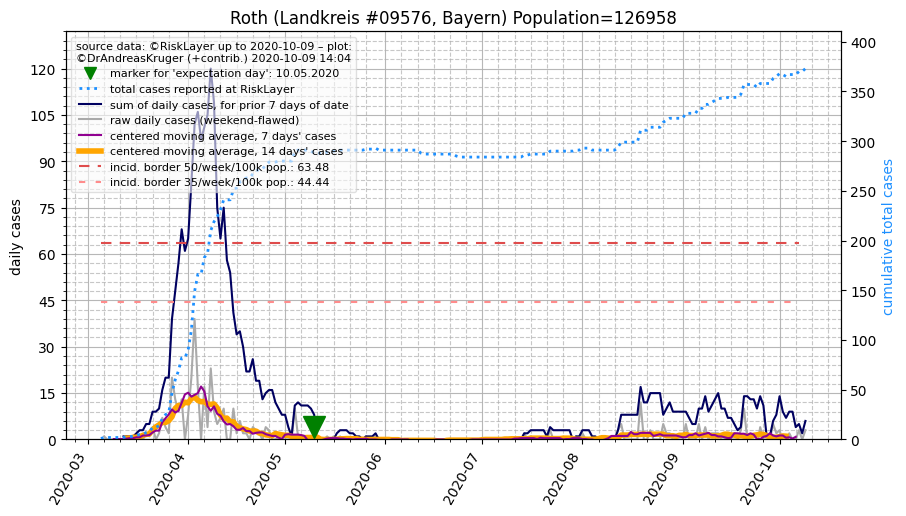 Roth (Landkreis #09576, Bayern) Population=126958
source data: ©RiskLayer up to 2020-10-09 – plot:
©DrAndreasKruger (+contrib.) 2020-10-09 14:04
marker for 'expectation day': 10.05.2020
total cases reported at RiskLayer
sum of daily cases, for prior 7 days of date
raw daily cases (weekend-flawed)
centered moving average, 7 days' cases
centered moving average, 14 days' cases
incid. border 50/week/100k pop.: 63.48
incid. border 35/week/100k pop.: 44.44
daily cases
120
105
90
75
60
45
30
15
0
cumulative total cases
400
350
300
250
200
150
100
50
0
2020-03
2020-04
2020-05
2020-06
2020-07
2020-08
2020-09
2020-10